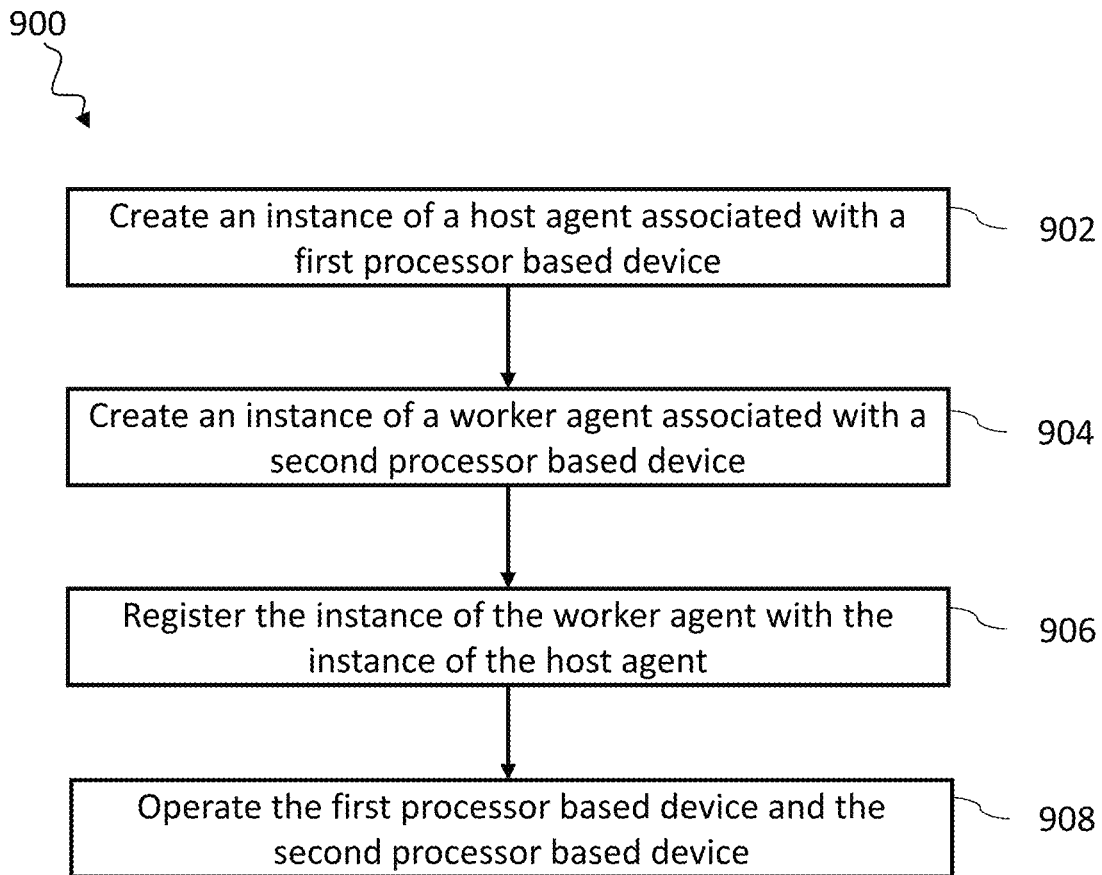 900
Create an instance of a host agent associated with a
first processor based device
902
Create an instance of a worker agent associated with a
second processor based device
904
Register the instance of the worker agent with the
instance of the host agent
906
Operate the first processor based device and the
second processor based device
908